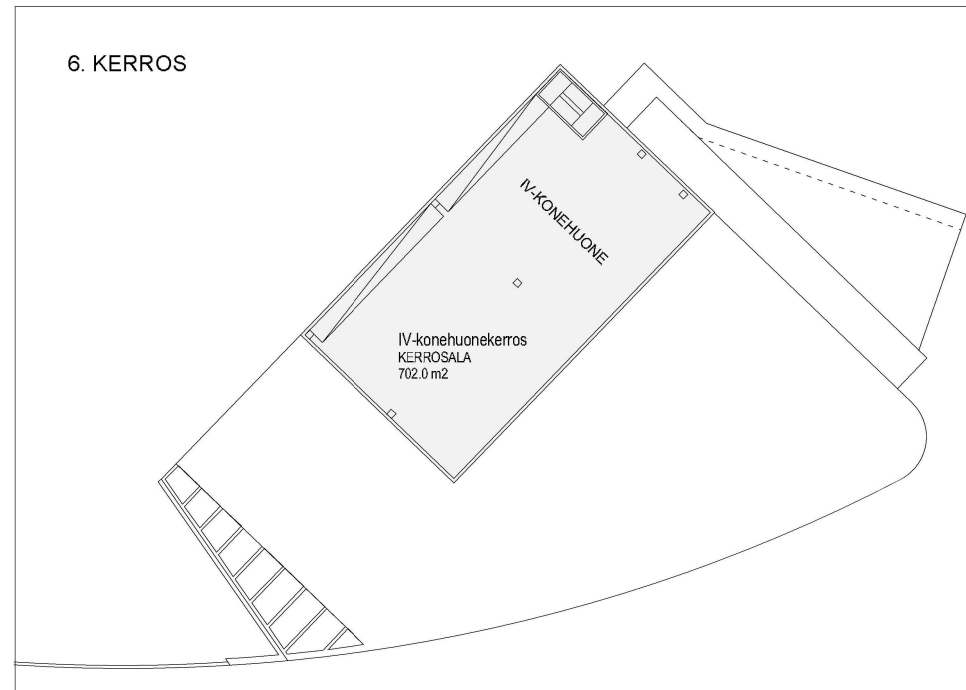 6. KERROS
IV-KONEHUONE
IV-konehuonekerros
KERROSALA
702.0 m2